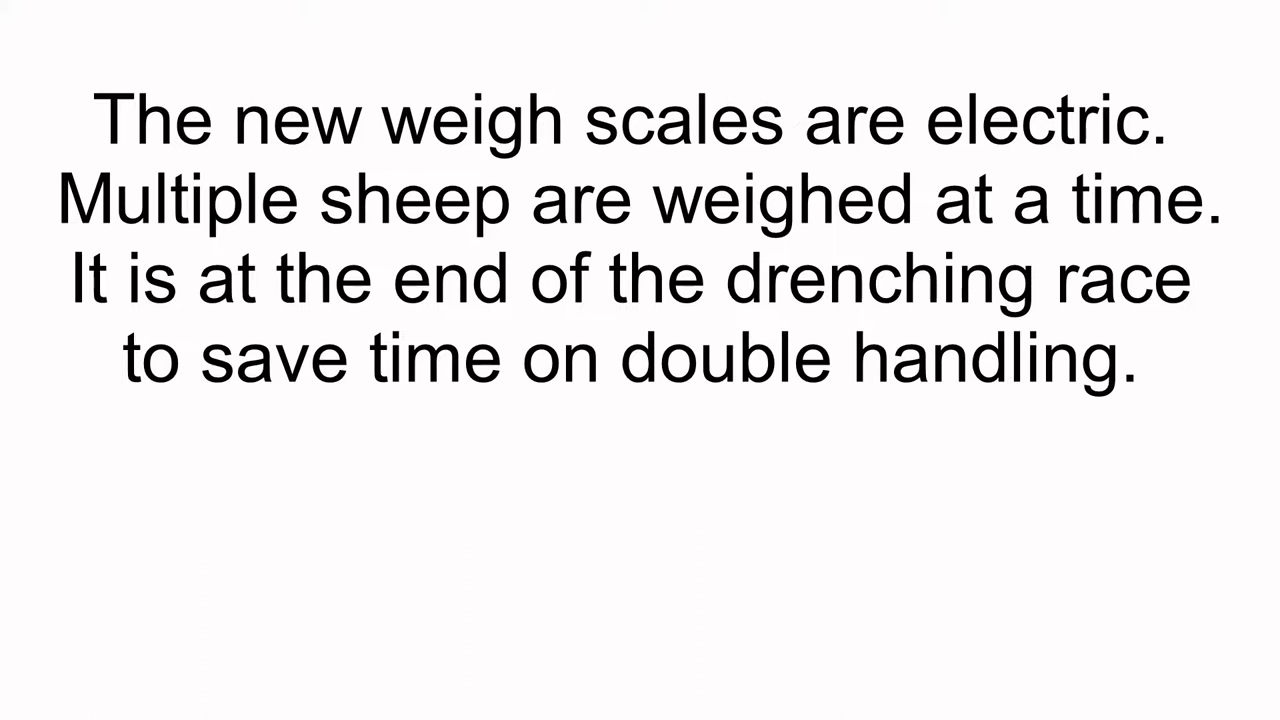 The new weigh scales are electric.
Multiple sheep are weighed at a time.
It is at the end of the drenching race
to save time on double handling.